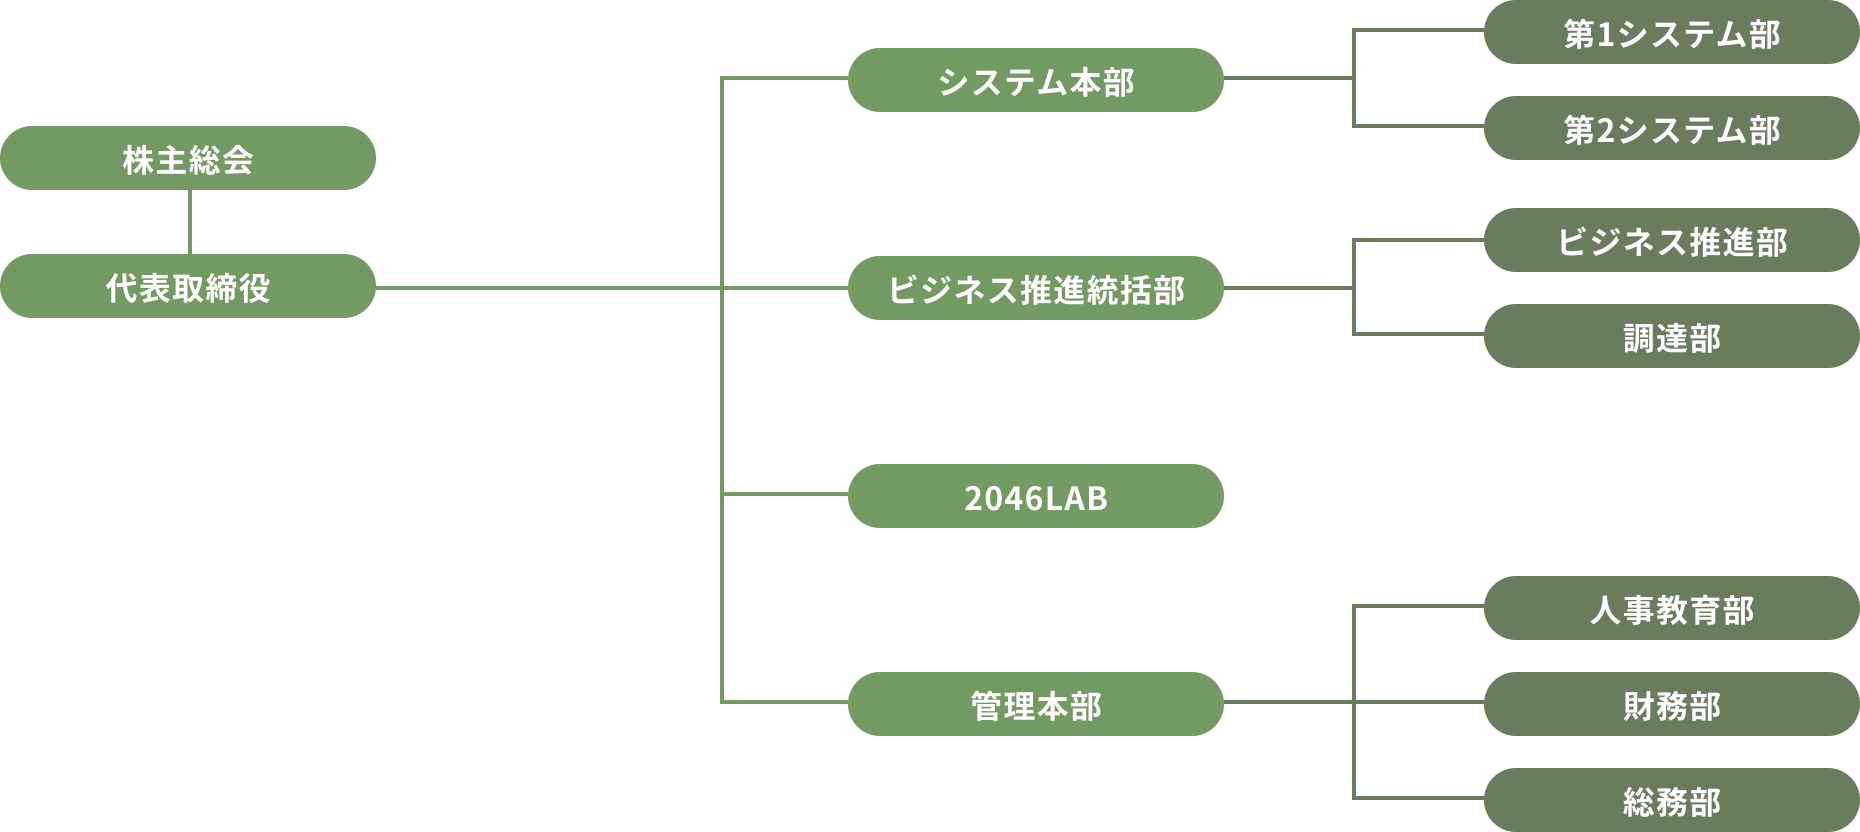 株主総会
代表取締役
システム本部
第1システム部
第2システム部
ビジネス推進統括部
ビジネス推進部
調達部
2046LAB
管理本部
人事教育部
財務部
総務部